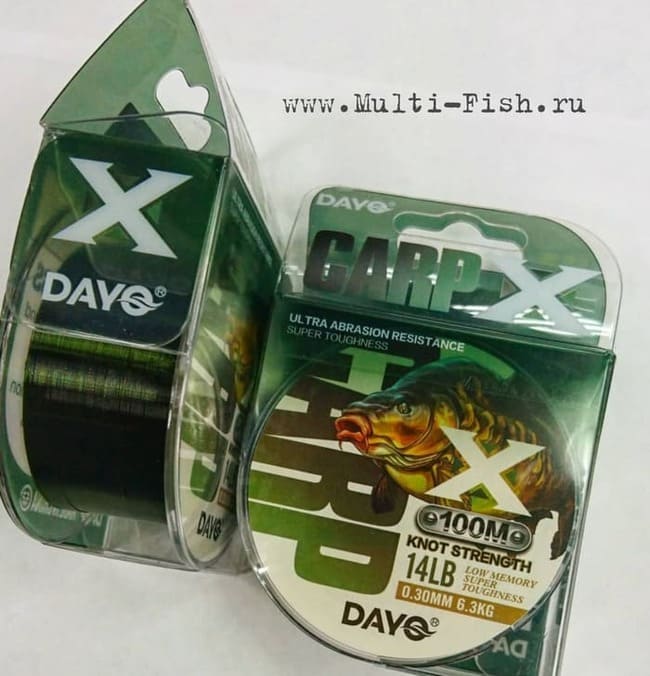 www.Multi-Fish.ru
X
DAYO®
DAYO
DAYO
CARP X
ULTRA ABRASION RESISTANCE
SUPER TOUGHNESS
CARP
X
100M
KNOT STRENGTH
14LB
LOW MEMORY
SUPER
TOUGHNESS
0.30MM 6.3KG
DAYO®